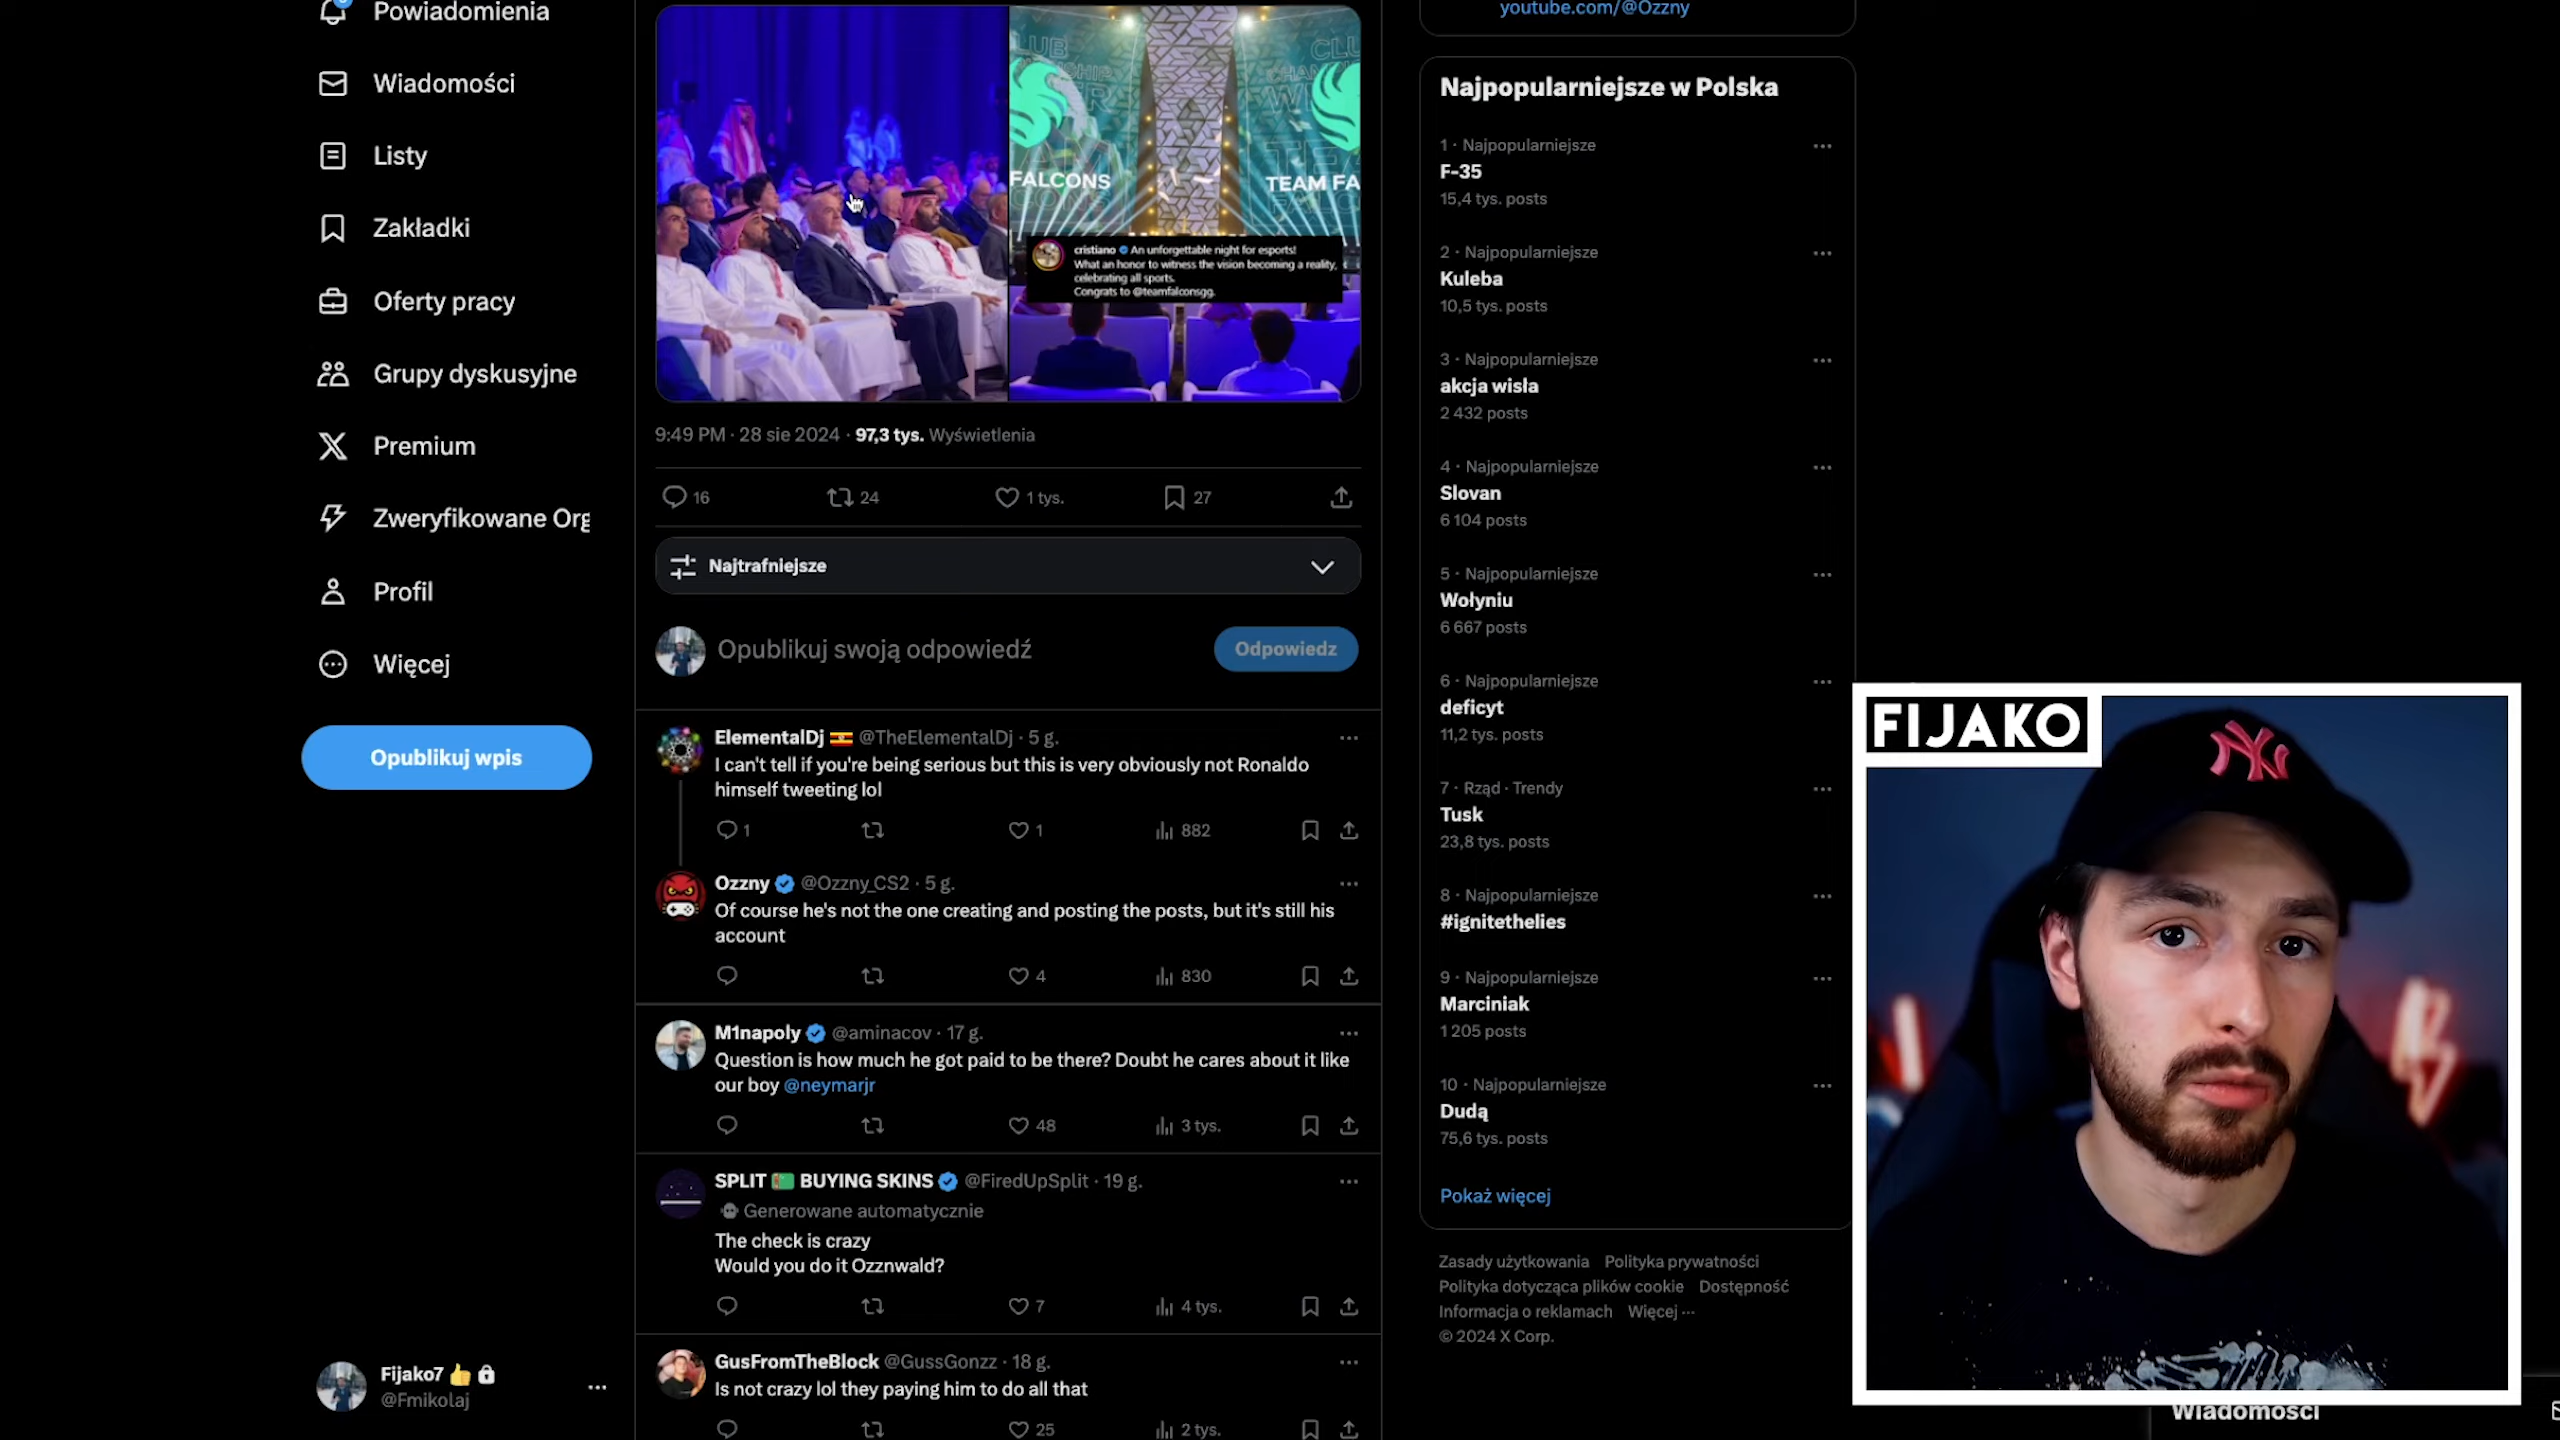 Powiadomienia
Wiadomości
Listy
Zakładki
Oferty pracy
Grupy dyskusyjne
Premium
Zweryfikowane Org
Profil
Więcej
Opublikuj wpis
Fijako7
@Fmikolaj
CLUB
FALCONS
TEAM FA
cristiano An unforgettable night for esports!
What an honor to witness the vision becoming a reality,
celebrating all sports.
Congrats to @teamfalconsgg.
9:49 PM · 28 sie 2024 · 97,3 tys. Wyświetlenia
16 24 1 tys. 27
Najtrafniejsze
Opublikuj swoją odpowiedź
Odpowiedz
ElementalDj @TheElementalDj · 5 g.
I can't tell if you're being serious but this is very obviously not Ronaldo
himself tweeting lol
1 1 882
Ozzny @Ozzny_CS2 · 5 g.
Of course he's not the one creating and posting the posts, but it's still his
account
4 830
M1napoly @aminacov · 17 g.
Question is how much he got paid to be there? Doubt he cares about it like
our boy @neymarjr
48 3 tys.
SPLIT BUYING SKINS @FiredUpSplit · 19 g.
Generowane automatycznie
The check is crazy
Would you do it Ozznwald?
7 4 tys.
GusFromTheBlock @GussGonzz · 18 g.
Is not crazy lol they paying him to do all that
25 2 tys.
youtube.com/@Ozzny
Najpopularniejsze w Polska
1 · Najpopularniejsze
F-35
15,4 tys. posts
2 · Najpopularniejsze
Kuleba
10,5 tys. posts
3 · Najpopularniejsze
akcja wisła
2 432 posts
4 · Najpopularniejsze
Slovan
6 104 posts
5 · Najpopularniejsze
Wołyniu
6 667 posts
6 · Najpopularniejsze
deficyt
11,2 tys. posts
7 · Rząd · Trendy
Tusk
23,8 tys. posts
8 · Najpopularniejsze
#ignitethelies
9 · Najpopularniejsze
Marciniak
1 205 posts
10 · Najpopularniejsze
Dudą
75,6 tys. posts
Pokaż więcej
Zasady użytkowania Polityka prywatności
Polityka dotycząca plików cookie Dostępność
Informacja o reklamach Więcej ···
© 2024 X Corp.
FIJAKO
NY
Wiadomości